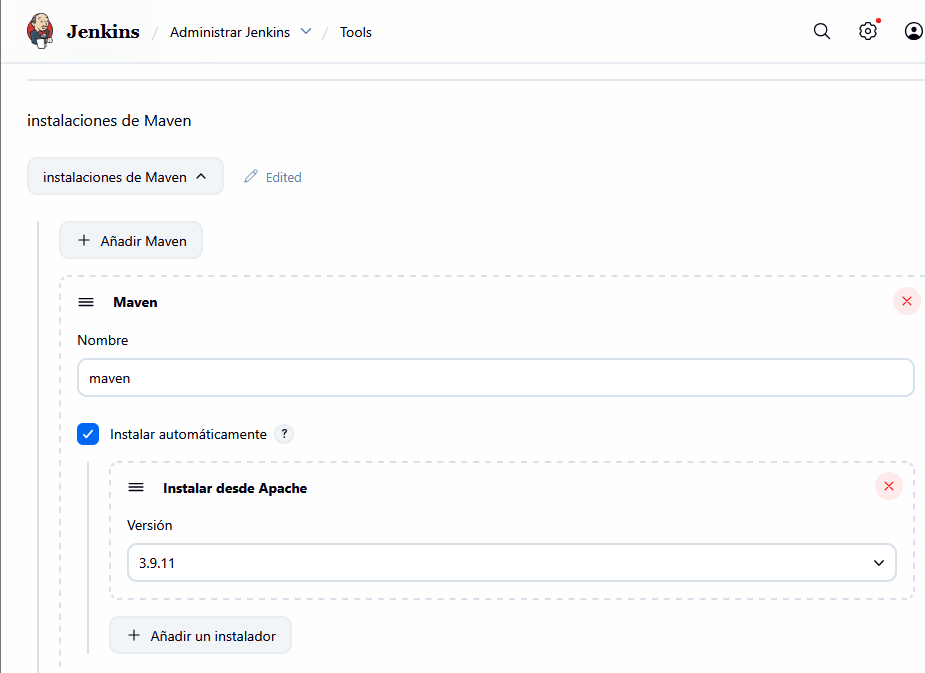 Jenkins / Administrar Jenkins / Tools
instalaciones de Maven
instalaciones de Maven Edited
+ Añadir Maven
Maven
Nombre
maven
Instalar automáticamente ?
Instalar desde Apache
Versión
3.9.11
+ Añadir un instalador